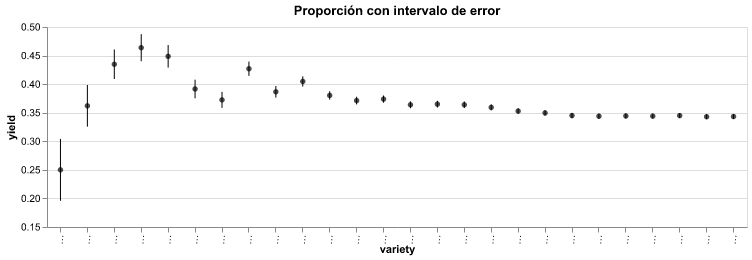 Proporción con intervalo de error
0.50
0.45
0.40
0.35
0.30
0.25
0.20
0.15
yield
… … … … … … … … … … … … … … … … … … … … … … … … … …
variety